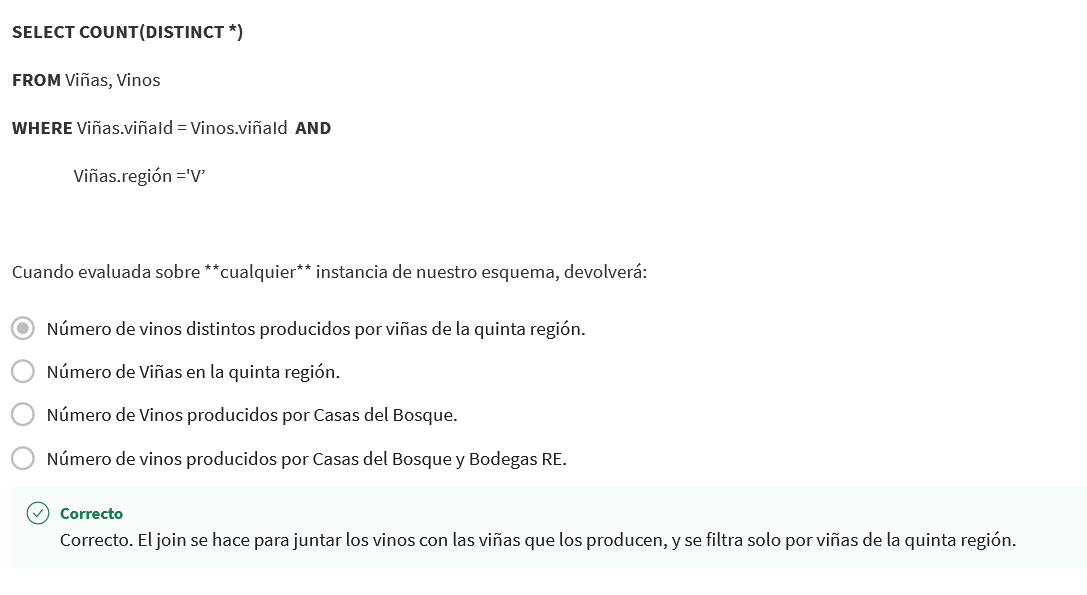 SELECT COUNT(DISTINCT *)
FROM Viñas, Vinos
WHERE Viñas.viñaId = Vinos.viñaId AND
Viñas.región ='V’
Cuando evaluada sobre **cualquier** instancia de nuestro esquema, devolverá:
Número de vinos distintos producidos por viñas de la quinta región.
Número de Viñas en la quinta región.
Número de Vinos producidos por Casas del Bosque.
Número de vinos producidos por Casas del Bosque y Bodegas RE.
Correcto
Correcto. El join se hace para juntar los vinos con las viñas que los producen, y se filtra solo por viñas de la quinta región.